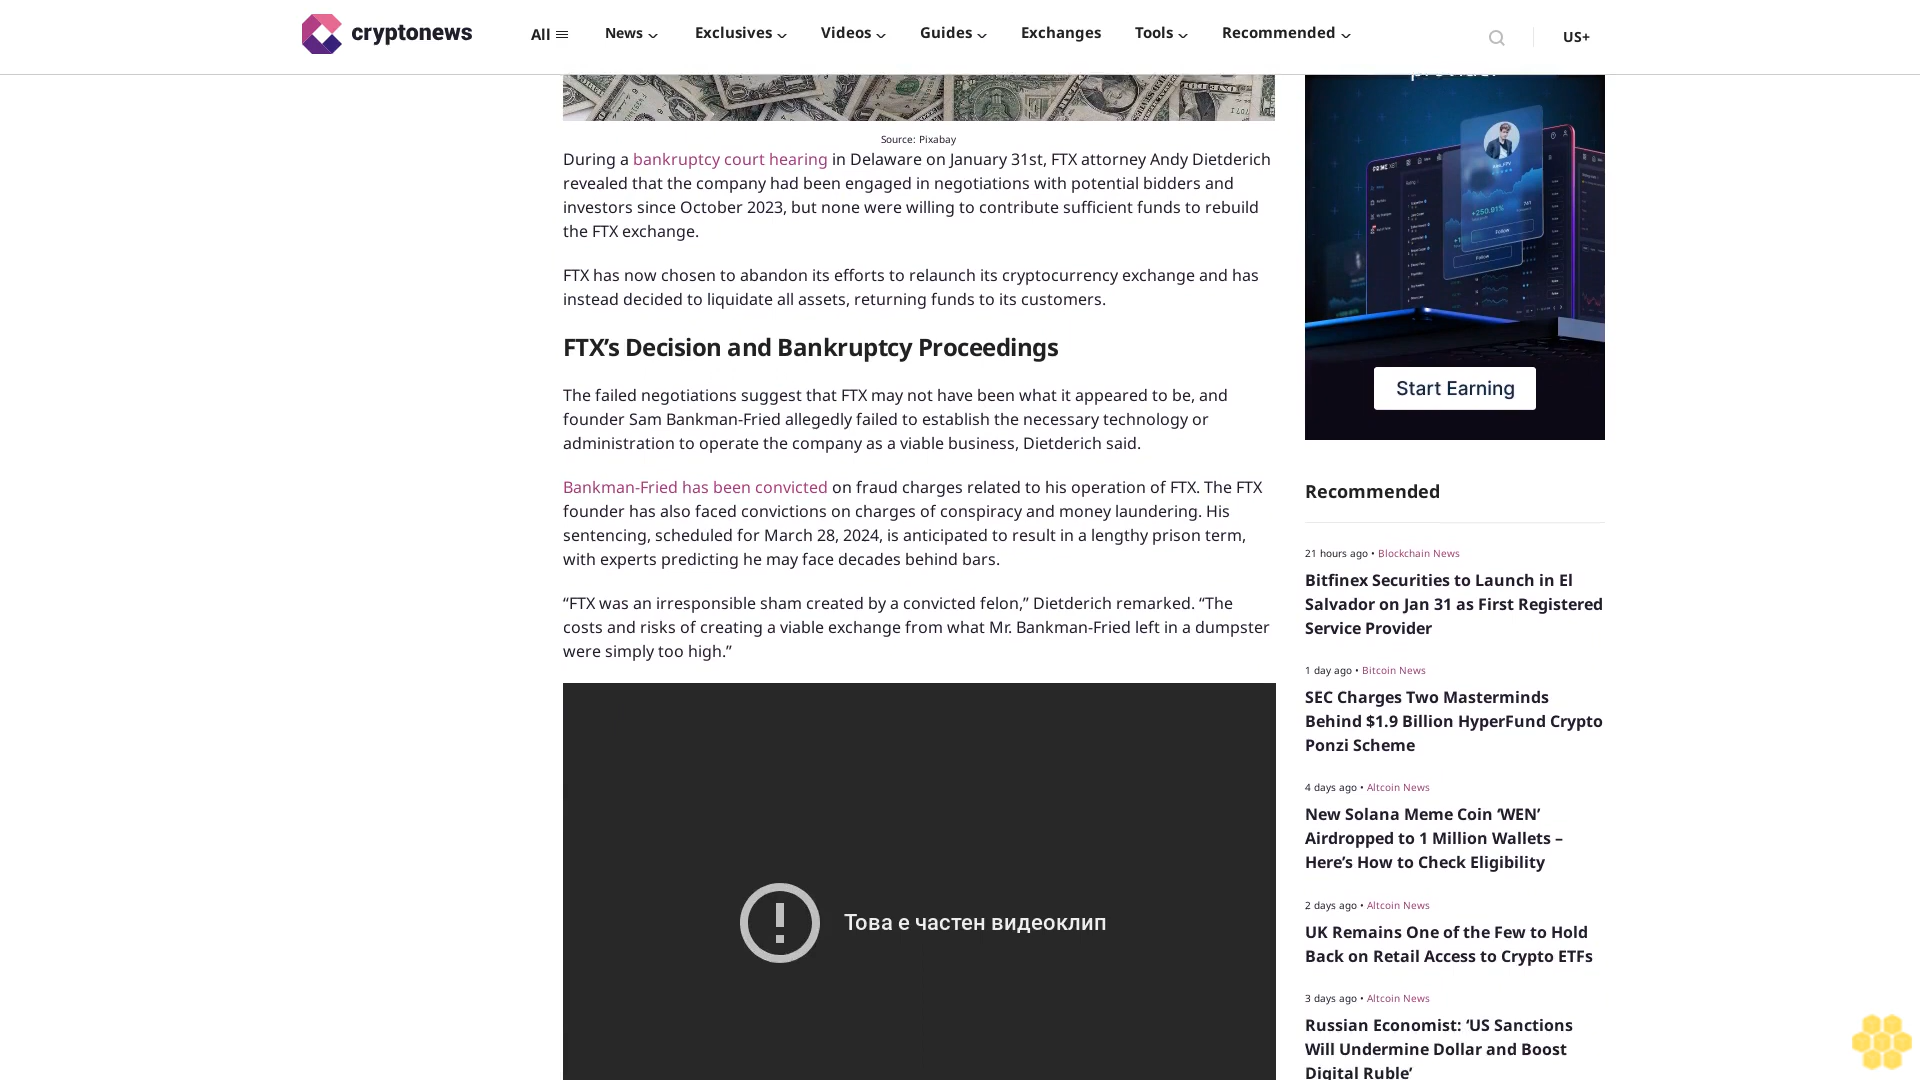 cryptonews
All
News
Exclusives
Videos
Guides
Exchanges
Tools
Recommended
US+
Source: Pixabay
During a bankruptcy court hearing in Delaware on January 31st, FTX attorney Andy Dietderich
revealed that the company had been engaged in negotiations with potential bidders and
investors since October 2023, but none were willing to contribute sufficient funds to rebuild
the FTX exchange.
FTX has now chosen to abandon its efforts to relaunch its cryptocurrency exchange and has
instead decided to liquidate all assets, returning funds to its customers.
FTX’s Decision and Bankruptcy Proceedings
The failed negotiations suggest that FTX may not have been what it appeared to be, and
founder Sam Bankman-Fried allegedly failed to establish the necessary technology or
administration to operate the company as a viable business, Dietderich said.
Bankman-Fried has been convicted on fraud charges related to his operation of FTX. The FTX
founder has also faced convictions on charges of conspiracy and money laundering. His
sentencing, scheduled for March 28, 2024, is anticipated to result in a lengthy prison term,
with experts predicting he may face decades behind bars.
“FTX was an irresponsible sham created by a convicted felon,” Dietderich remarked. “The
costs and risks of creating a viable exchange from what Mr. Bankman-Fried left in a dumpster
were simply too high.”
Това е частен видеоклип
PRIME XBT
+250.91%
Follow
Follow
Start Earning
Recommended
21 hours ago • Blockchain News
Bitfinex Securities to Launch in El
Salvador on Jan 31 as First Registered
Service Provider
1 day ago • Bitcoin News
SEC Charges Two Masterminds
Behind $1.9 Billion HyperFund Crypto
Ponzi Scheme
4 days ago • Altcoin News
New Solana Meme Coin ‘WEN’
Airdropped to 1 Million Wallets –
Here’s How to Check Eligibility
2 days ago • Altcoin News
UK Remains One of the Few to Hold
Back on Retail Access to Crypto ETFs
3 days ago • Altcoin News
Russian Economist: ‘US Sanctions
Will Undermine Dollar and Boost
Digital Ruble’